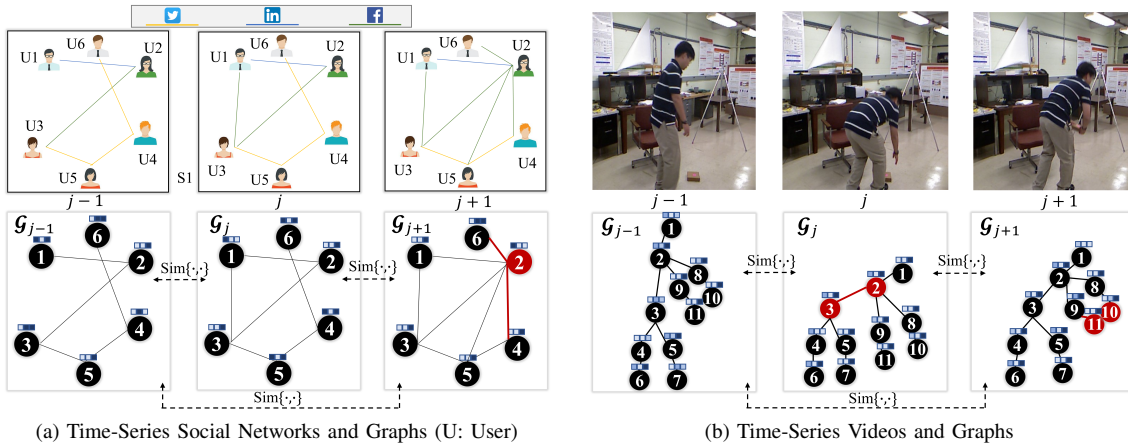 U6
U2
U1
U3
U4
U5
U6
U2
U1
U3
U4
U5
U6
U2
U1
U3
U4
U5
S1
j − 1
j
j + 1
j − 1
j
j + 1
𝓖j−1
6
1
2
4
3
5
Sim{·,·}
𝓖j
6
1
2
4
3
5
Sim{·,·}
𝓖j+1
6
1
2
3
4
5
Sim{·,·}
𝓖j−1
1
2
8
9
10
3
11
4
5
6
7
Sim{·,·}
𝓖j
1
2
3
4
5
9
8
11
10
6
7
Sim{·,·}
𝓖j+1
1
2
8
3
9
10
11
4
5
6
7
Sim{·,·}
(a) Time-Series Social Networks and Graphs (U: User)
(b) Time-Series Videos and Graphs